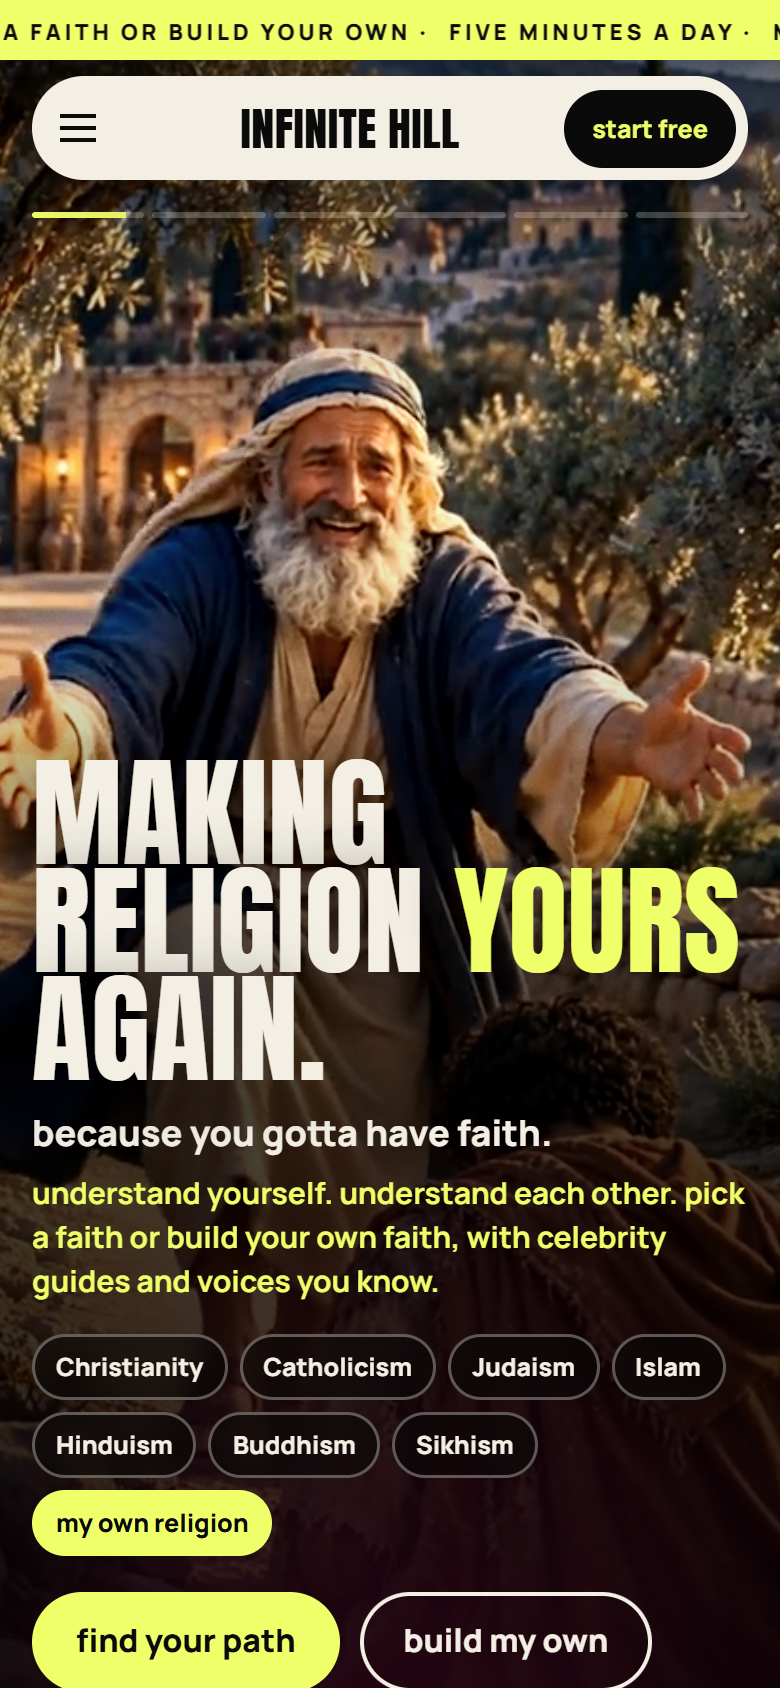 A FAITH OR BUILD YOUR OWN · FIVE MINUTES A DAY ·
INFINITE HILL
start free
MAKING
RELIGION YOURS
AGAIN.
because you gotta have faith.
understand yourself. understand each other. pick
a faith or build your own faith, with celebrity
guides and voices you know.
Christianity Catholicism Judaism Islam
Hinduism Buddhism Sikhism
my own religion
find your path build my own